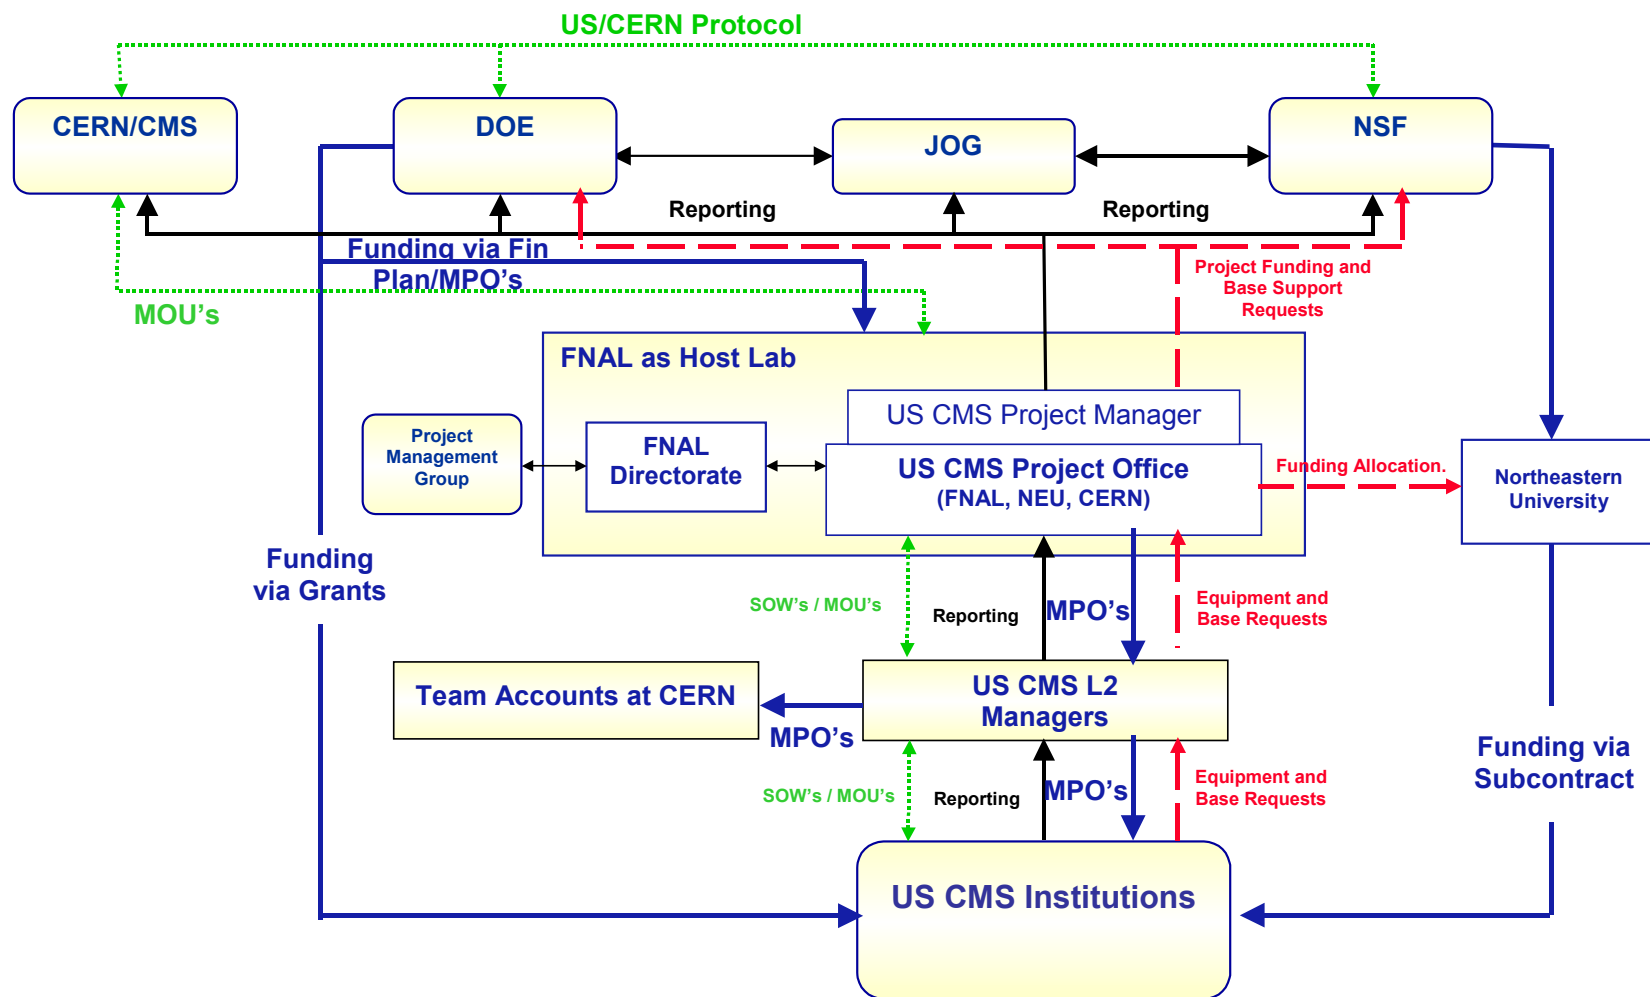 US/CERN Protocol
CERN/CMS
DOE
JOG
NSF
Reporting
Reporting
Funding via Fin
Plan/MPO's
MOU's
Project Funding and
Base Support
Requests
FNAL as Host Lab
US CMS Project Manager
Project
Management
Group
FNAL
Directorate
US CMS Project Office
(FNAL, NEU, CERN)
Funding Allocation.
Northeastern
University
Funding
via Grants
SOW's / MOU's
Reporting
MPO's
Equipment and
Base Requests
Team Accounts at CERN
MPO's
US CMS L2
Managers
Funding via
Subcontract
SOW's / MOU's
Reporting
MPO's
Equipment and
Base Requests
US CMS Institutions